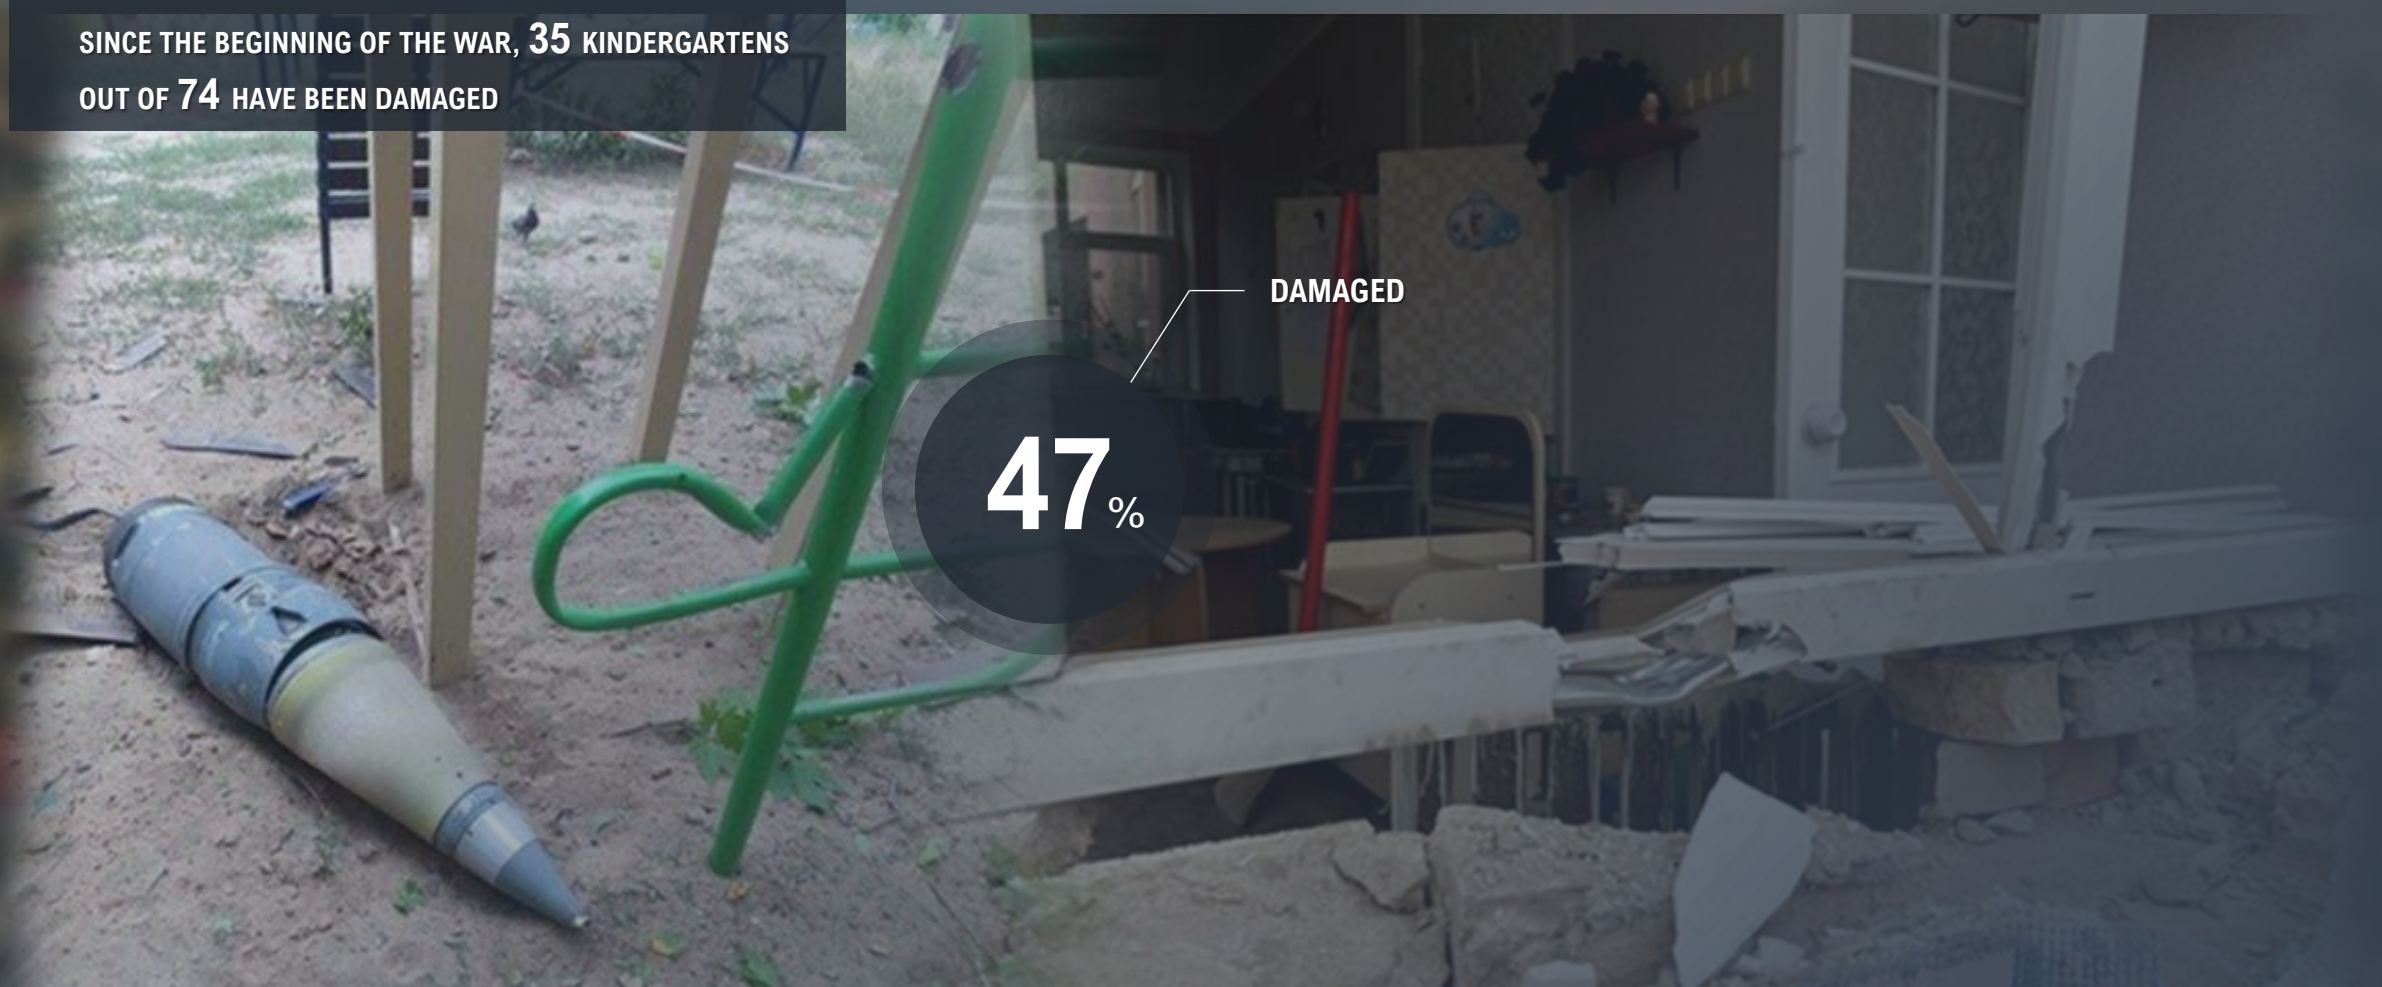 SINCE THE BEGINNING OF THE WAR, 35 KINDERGARTENS
OUT OF 74 HAVE BEEN DAMAGED
DAMAGED
47%